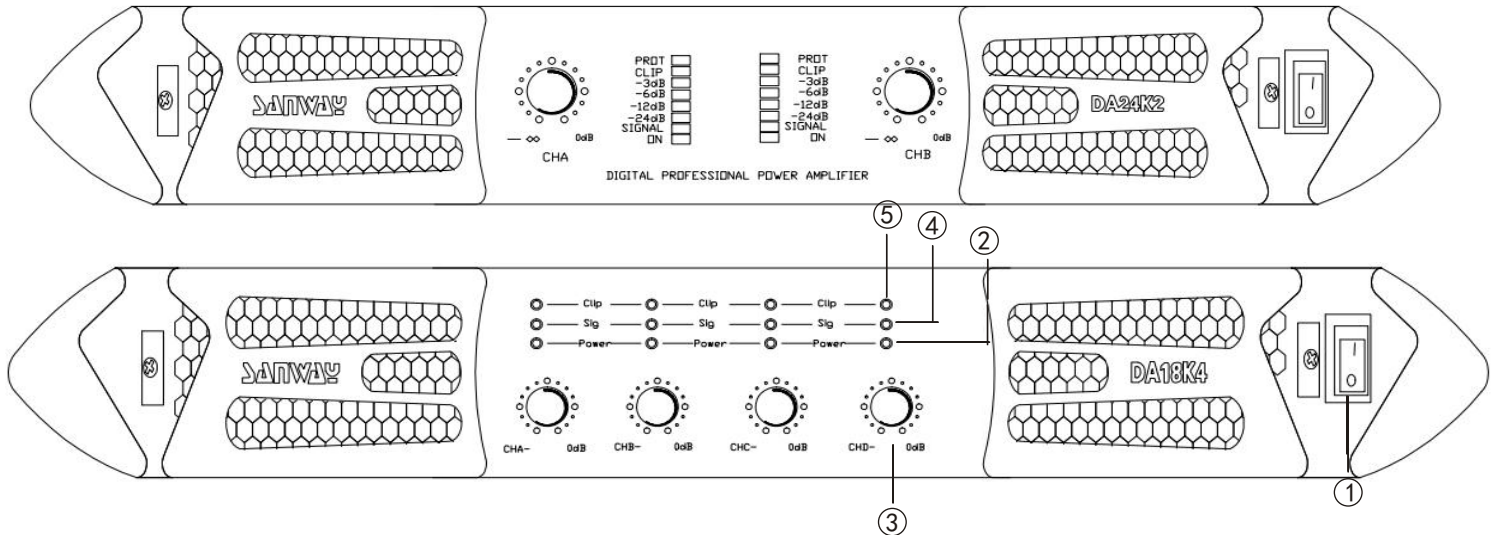 SANWAY
PROT PROT
CLIP CLIP
-3dB -3dB
-6dB -6dB
-12dB -12dB
-24dB -24dB
SIGNAL SIGNAL
ON ON
— ∞ 0dB — ∞ 0dB
CHA CHB
DA24K2
DIGITAL PROFESSIONAL POWER AMPLIFIER
⑤ ④ ②
Clip Clip Clip
Sig Sig Sig
Power Power Power
SANWAY
DA18K4
CHA- 0dB CHB- 0dB CHC- 0dB CHD- 0dB
① 
③